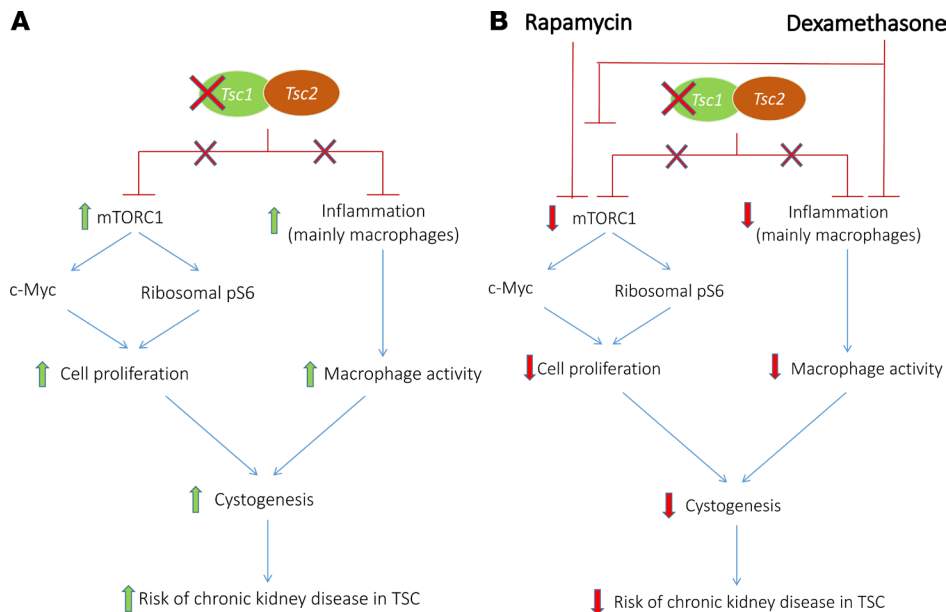 A
Tsc1
Tsc2
mTORC1
Inflammation
(mainly macrophages)
c-Myc
Ribosomal pS6
Cell proliferation
Macrophage activity
Cystogenesis
Risk of chronic kidney disease in TSC
B
Rapamycin
Dexamethasone
Tsc1
Tsc2
mTORC1
Inflammation
(mainly macrophages)
c-Myc
Ribosomal pS6
Cell proliferation
Macrophage activity
Cystogenesis
Risk of chronic kidney disease in TSC